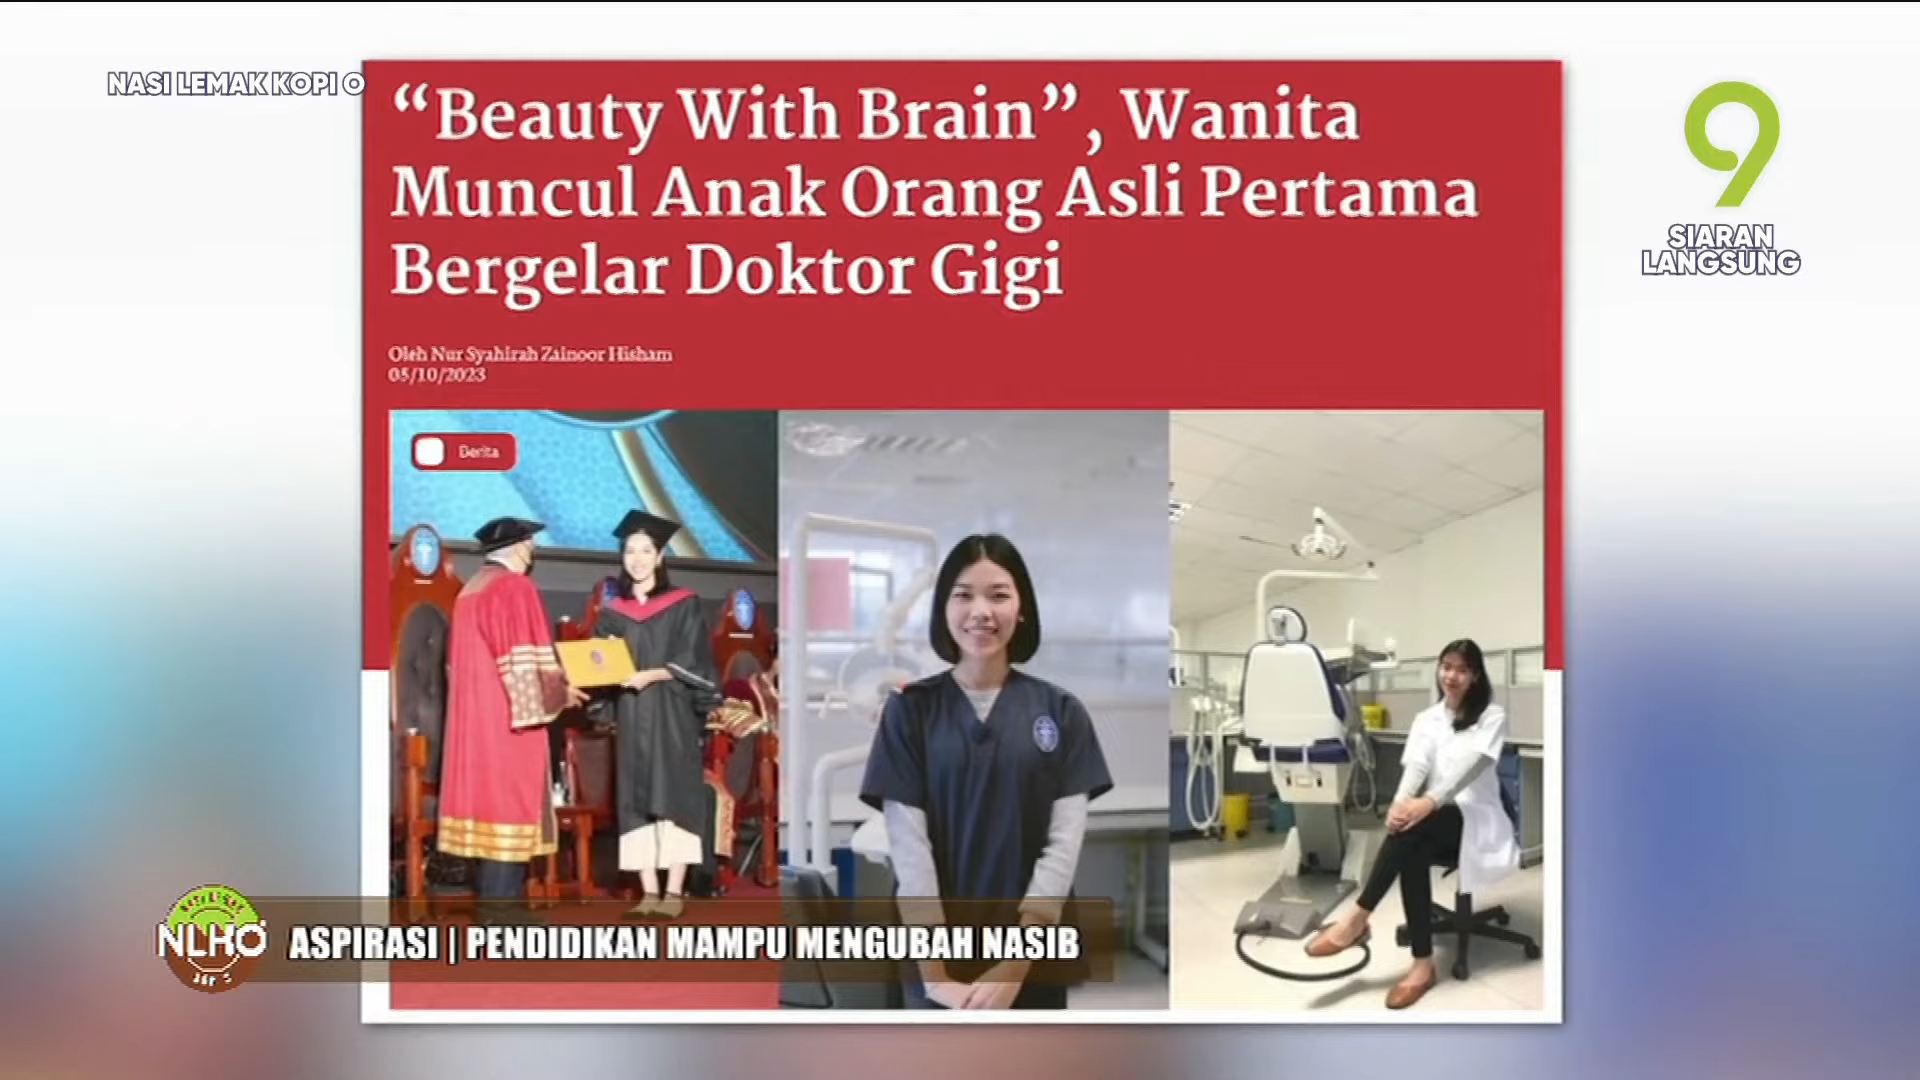 NASI LEMAK KOPI O
“Beauty With Brain”, Wanita
Muncul Anak Orang Asli Pertama
Bergelar Doktor Gigi
Oleh Nur Syahirah Zainoor Hisham
05/10/2023
9
SIARAN
LANGSUNG
Berita
NLKO
ASPIRASI | PENDIDIKAN MAMPU MENGUBAH NASIB